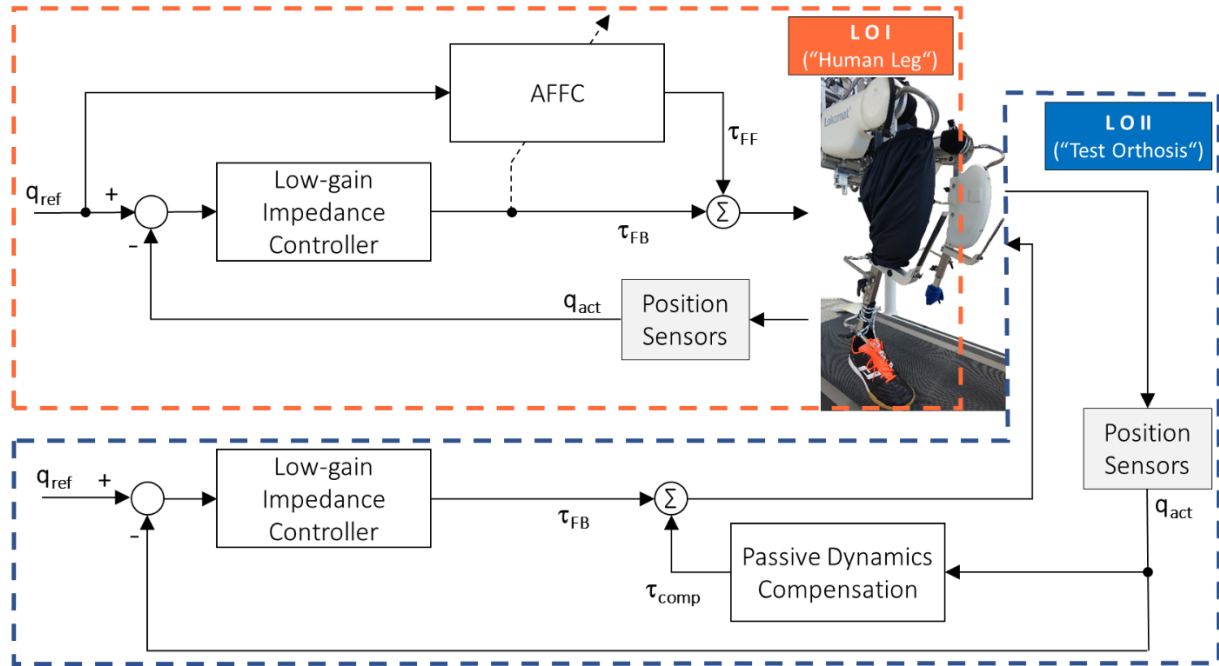 L O I
("Human Leg")
AFFC
L O II
("Test Orthosis“)
τFF
Low-gain
Impedance
Controller
qref
+
-
Σ
τFB
qact
Position
Sensors
Lokomat
Position
Sensors
qact
Low-gain
Impedance
Controller
qref
+
-
Σ
τFB
Passive Dynamics
Compensation
τcomp